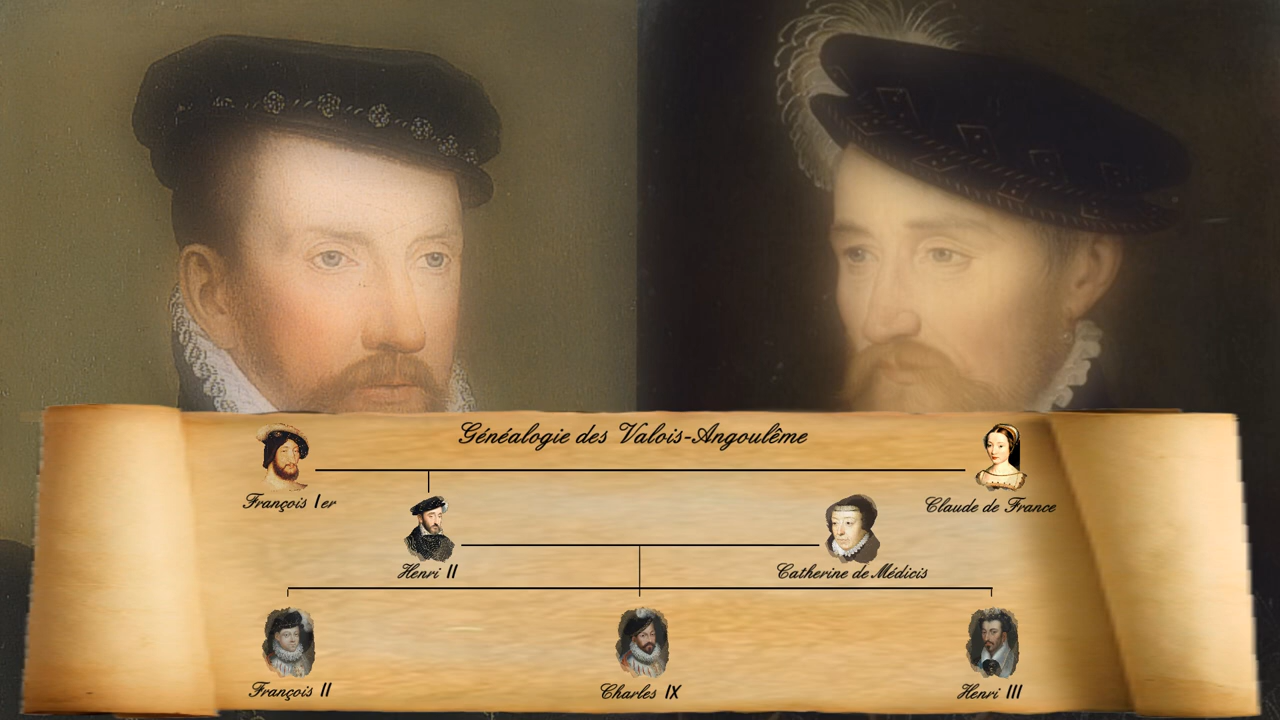 Généalogie des Valois-Angoulême
François Ier
Claude de France
Henri II
Catherine de Médicis
François II
Charles IX
Henri III